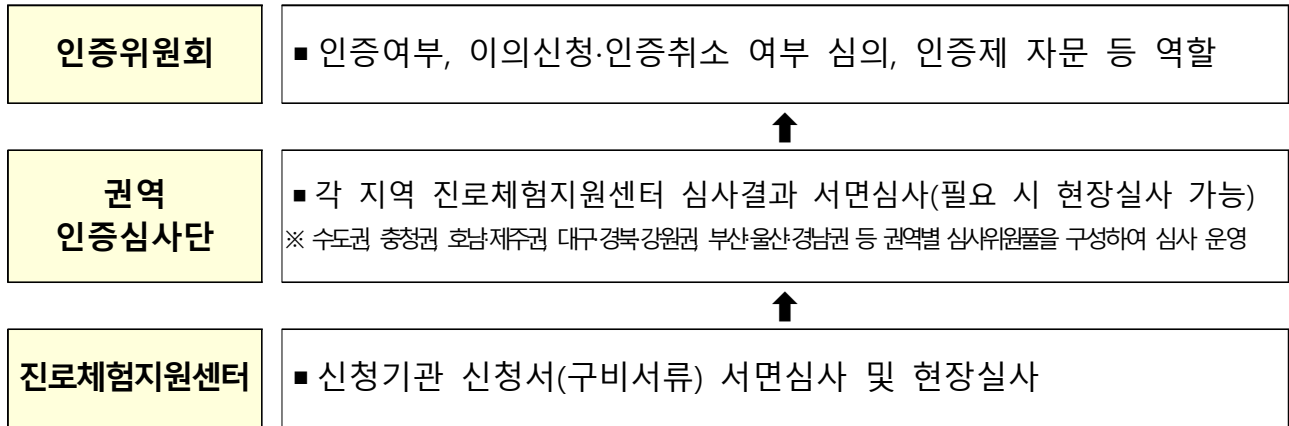 인증위원회
▪ 인증여부, 이의신청·인증취소 여부 심의, 인증제 자문 등 역할
권역
인증심사단
▪ 각 지역 진로체험지원센터 심사결과 서면심사(필요 시 현장실사 가능)
※ 수도권, 충청권, 호남·제주권, 대구·경북·강원권, 부산·울산·경남권 등 권역별 심사위원풀을 구성하여 심사 운영
진로체험지원센터
▪ 신청기관 신청서(구비서류) 서면심사 및 현장실사